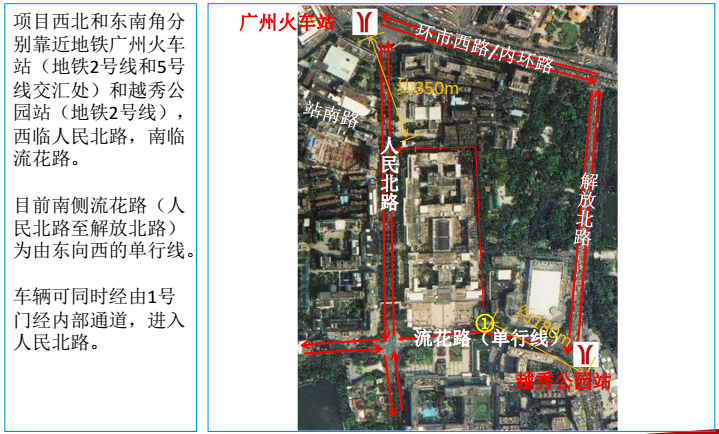 项目西北和东南角分
别靠近地铁广州火车
站（地铁2号线和5号
线交汇处）和越秀公
园站（地铁2号线），
西临人民北路，南临
流花路。
目前南侧流花路（人
民北路至解放北路）
为由东向西的单行线。
车辆可同时经由1号
门经内部通道，进入
人民北路。
广州火车站
环市西路/内环路
约350m
站南路
人民北路
解放北路
①
流花路（单行线）
越秀公园站